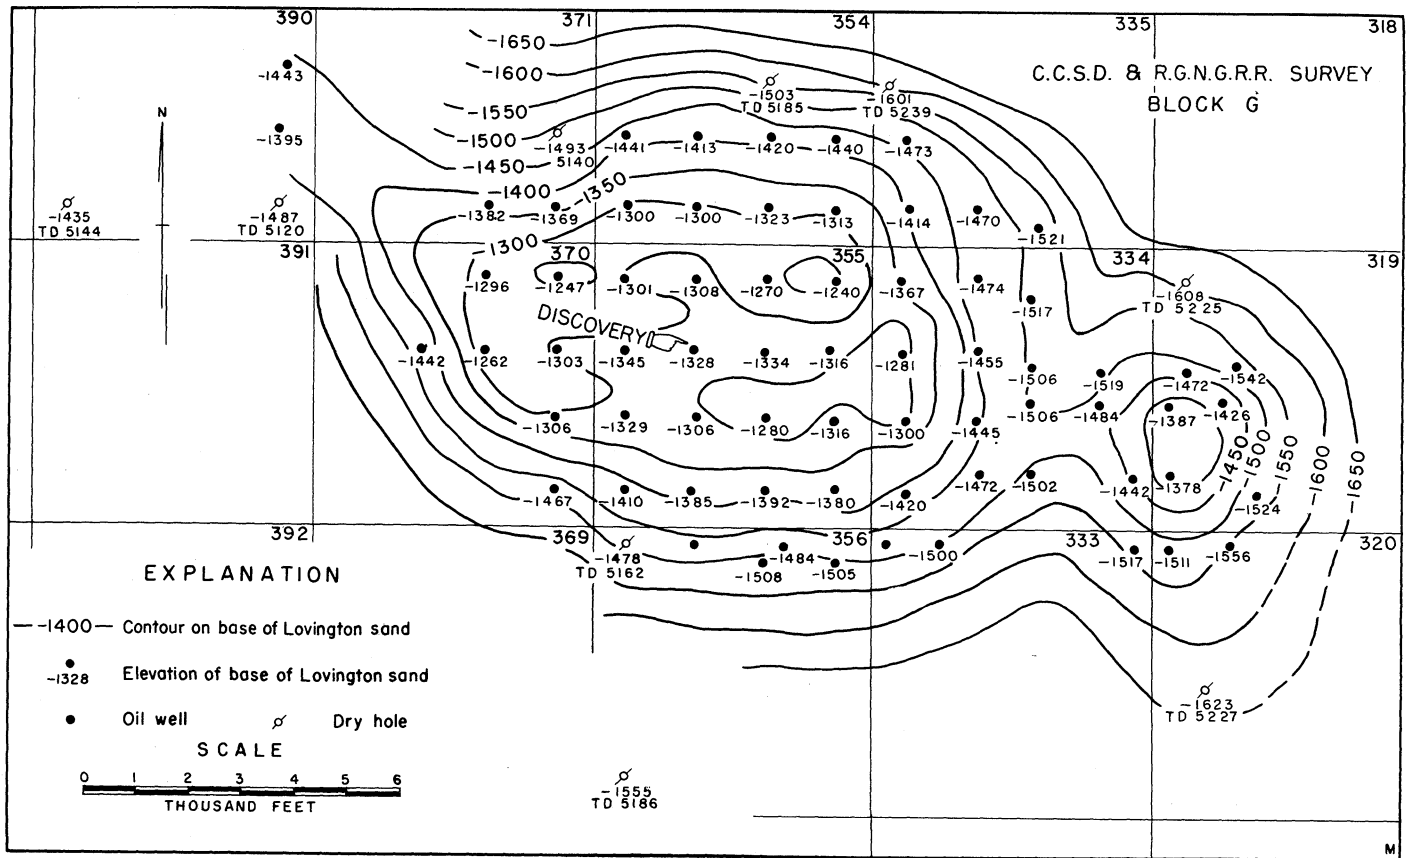 390 371 354 335 318
-1650
-1600
-1550
-1500
-1450
-1400
-1350
-1300
C.C.S.D. & R.G.N.G.R.R. SURVEY
BLOCK G
N
-1443
-1395
-1503
TD 5185
-1601
TD 5239
-1493
5140
-1441 -1413 -1420 -1440 -1473
-1435
TD 5144
-1487
TD 5120
-1382 -1369 -1300 -1300 -1323 -1313 -1414 -1470
-1521
391 370 355 334 319
-1296 -1247 -1301 -1308 -1270 -1240 -1367 -1474
-1517
-1608
TD 5225
DISCOVERY
-1442 -1262 -1303 -1345 -1328 -1334 -1316 -1281 -1455
-1506 -1519 -1472 -1542
-1506 -1484 -1387 -1426
-1306 -1329 -1306 -1280 -1316 -1300 -1445
-1450 -1500 -1550 -1600 -1650
-1467 -1410 -1385 -1392 -1380 -1420 -1472 -1502 -1442 -1378
-1524
392 369 356 333 320
-1478
TD 5162
-1484 -1500
-1508 -1505
-1517 -1511 -1556
-1623
TD 5227
-1555
TD 5186
EXPLANATION
-1400 Contour on base of Lovington sand
-1328 Elevation of base of Lovington sand
Oil well Dry hole
SCALE
0 1 2 3 4 5 6
THOUSAND FEET
M